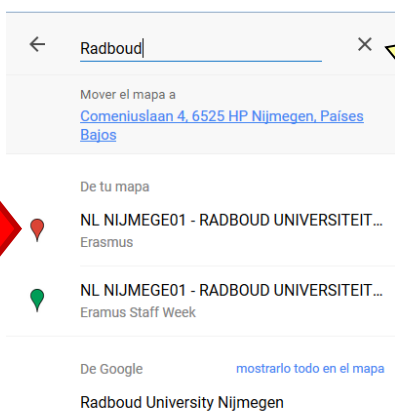 Radboud
Mover el mapa a
Comeniuslaan 4, 6525 HP Nijmegen, Países
Bajos
De tu mapa
NL NIJMEGE01 - RADBOUD UNIVERSITEIT...
Erasmus
NL NIJMEGE01 - RADBOUD UNIVERSITEIT...
Eramus Staff Week
De Google mostrarlo todo en el mapa
Radboud University Nijmegen